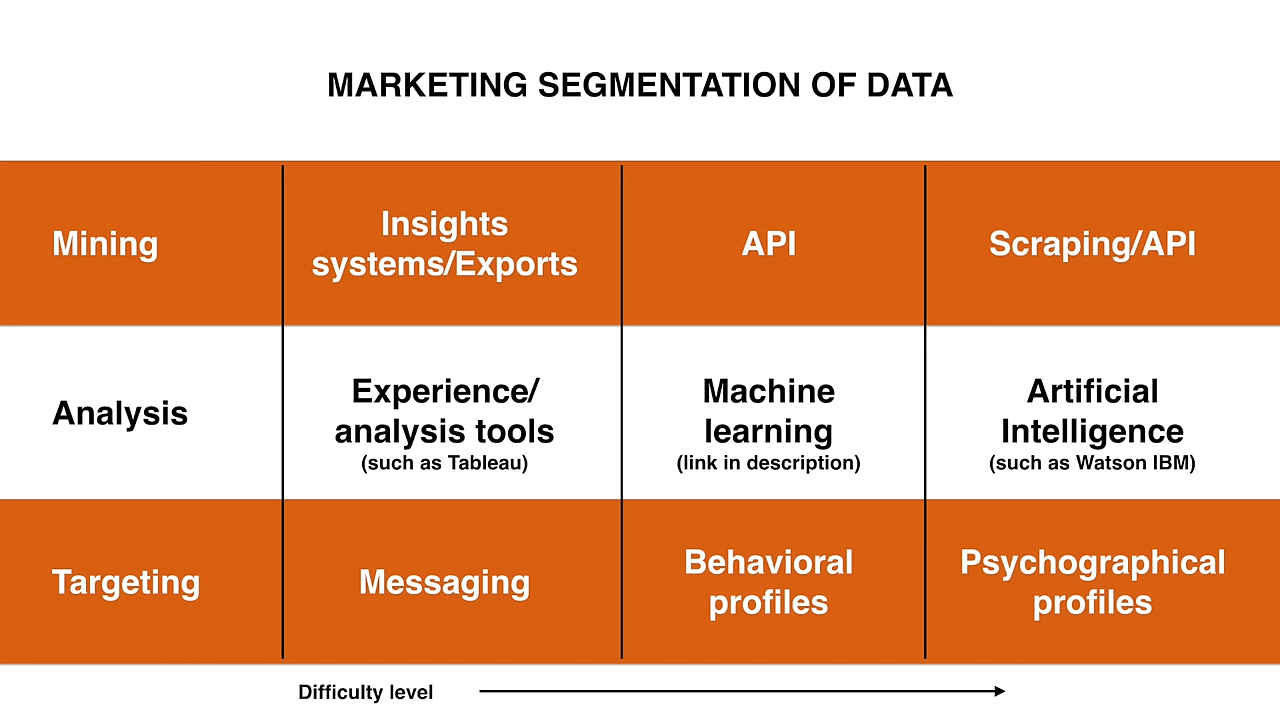 MARKETING SEGMENTATION OF DATA
Mining
Insights
systems/Exports
API
Scraping/API
Analysis
Experience/
analysis tools
(such as Tableau)
Machine
learning
(link in description)
Artificial
Intelligence
(such as Watson IBM)
Targeting
Messaging
Behavioral
profiles
Psychographical
profiles
Difficulty level